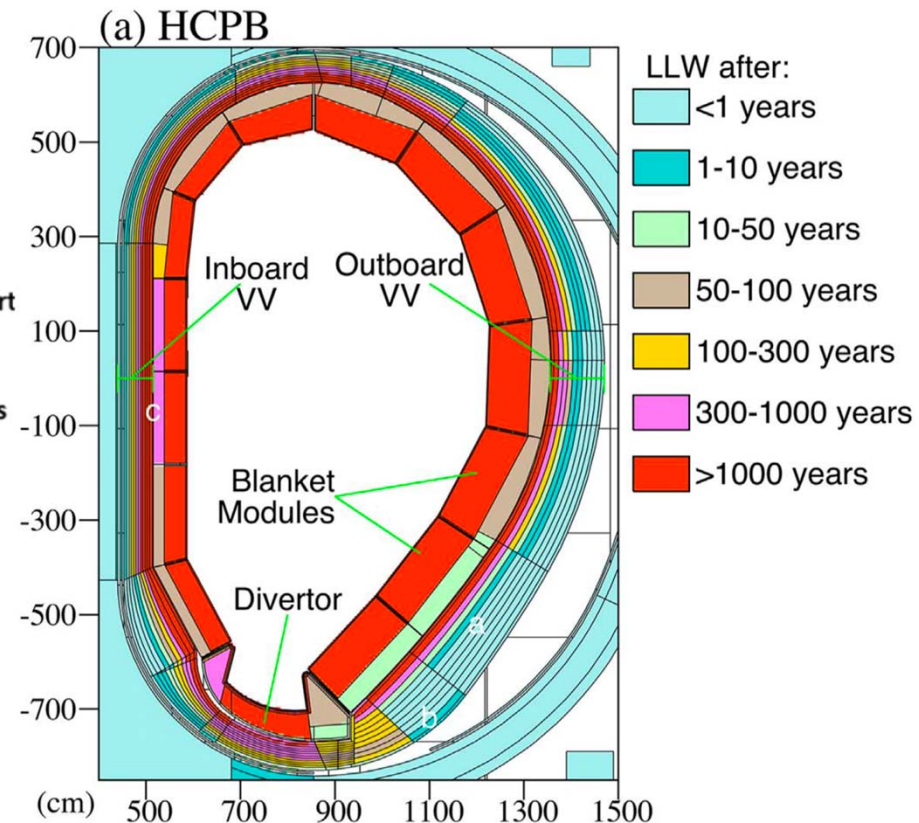 (a) HCPB
700
500
300
100
-100
-300
-500
-700
(cm)
500
700
900
1100
1300
1500
rt
s
Inboard
VV
Outboard
VV
c
Blanket
Modules
Divertor
a
b
LLW after:
<1 years
1-10 years
10-50 years
50-100 years
100-300 years
300-1000 years
>1000 years